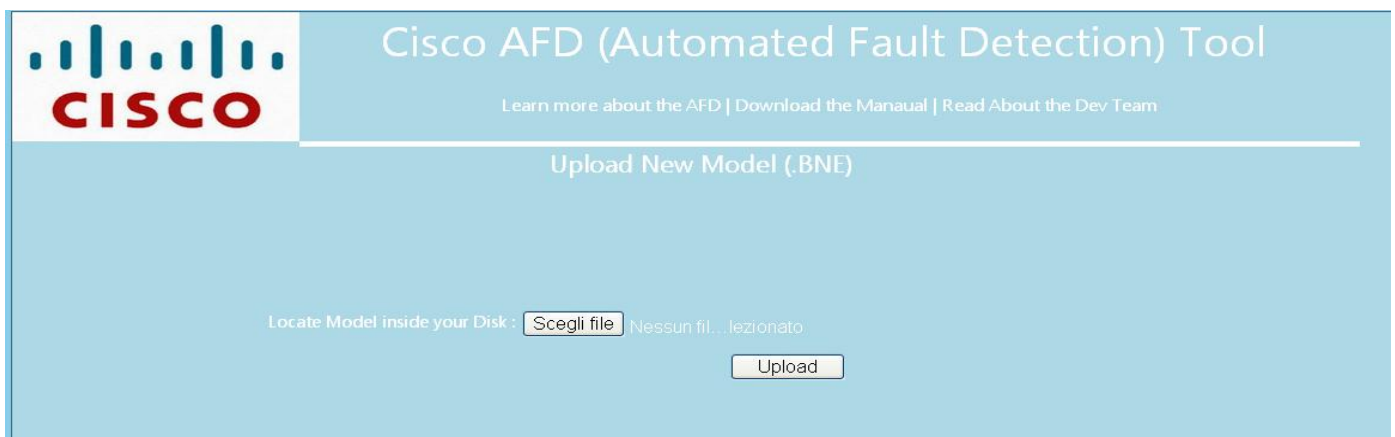 Cisco AFD (Automated Fault Detection) Tool
CISCO
Learn more about the AFD | Download the Manaual | Read About the Dev Team
Upload New Model (.BNE)
Locate Model inside your Disk : Scegli file Nessun fil...lezionato
Upload